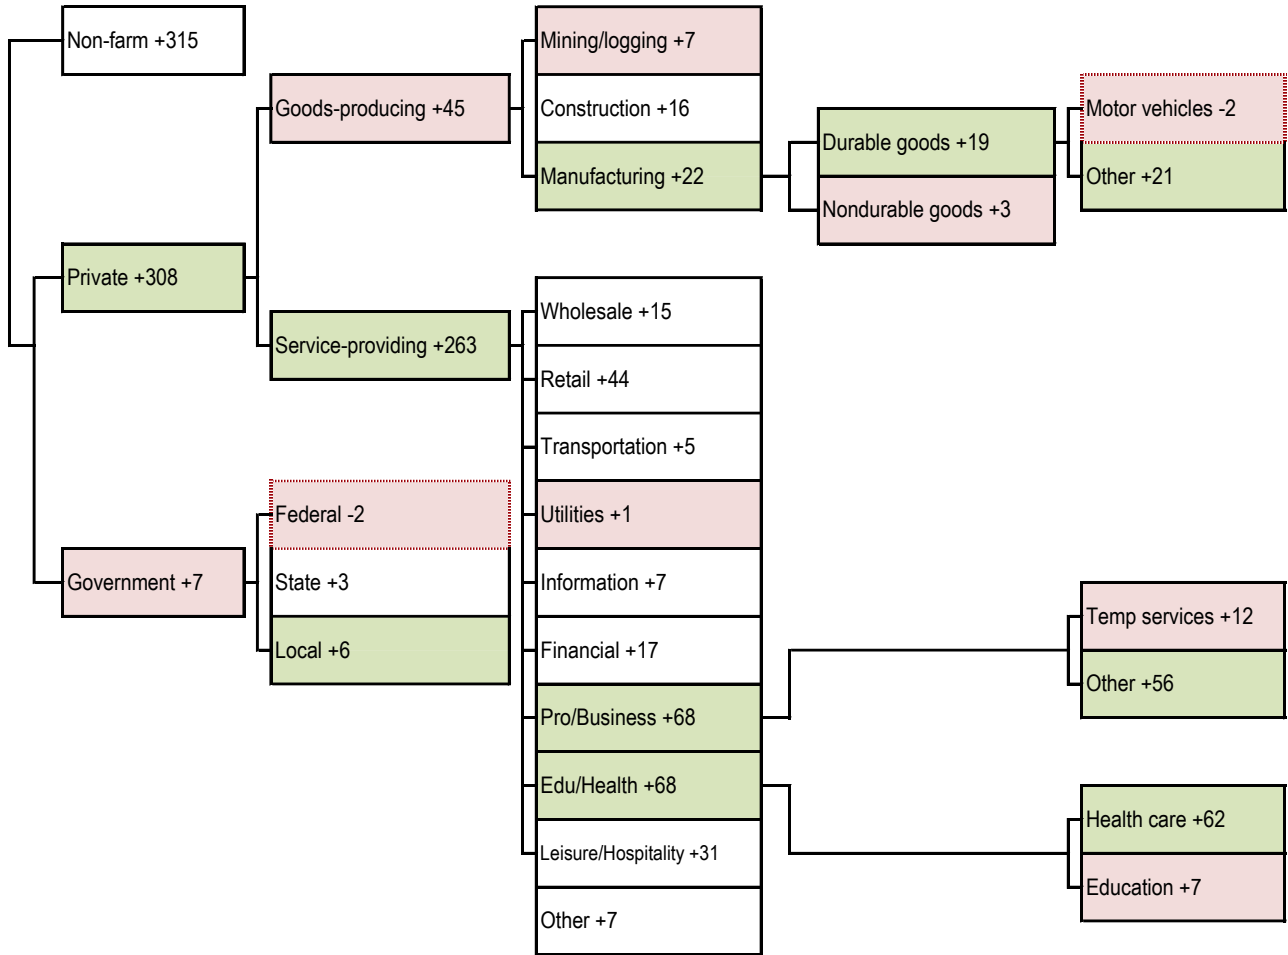 Non-farm +315
Private +308
Government +7
Goods-producing +45
Service-providing +263
Federal -2
State +3
Local +6
Mining/logging +7
Construction +16
Manufacturing +22
Wholesale +15
Retail +44
Transportation +5
Utilities +1
Information +7
Financial +17
Pro/Business +68
Edu/Health +68
Leisure/Hospitality +31
Other +7
Durable goods +19
Nondurable goods +3
Motor vehicles -2
Other +21
Temp services +12
Other +56
Health care +62
Education +7